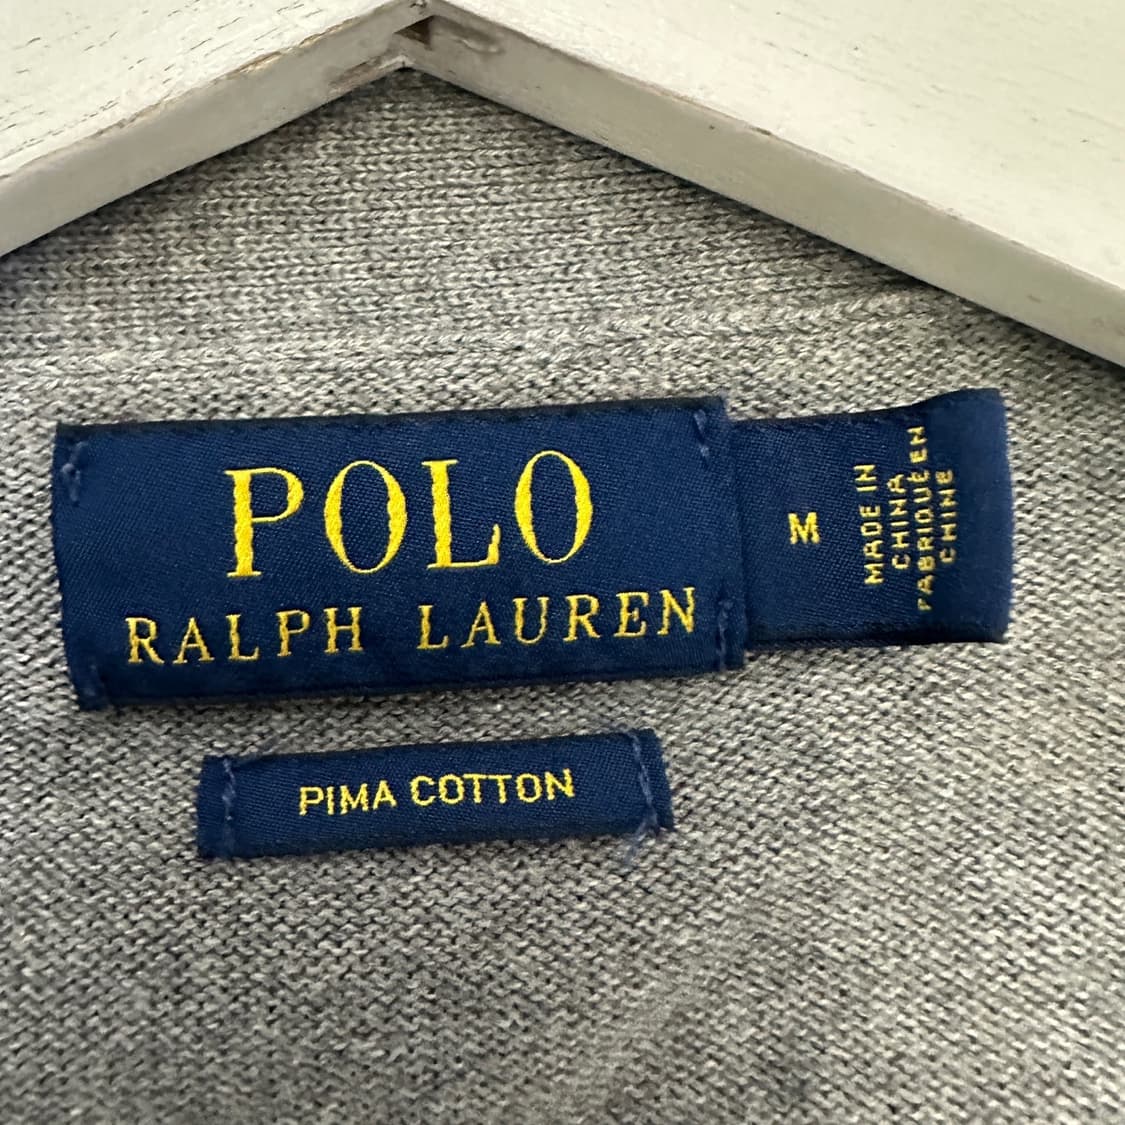 POLO
RALPH LAUREN
M
MADE IN
CHINA
FABRIQUÉ EN
CHINE
PIMA COTTON